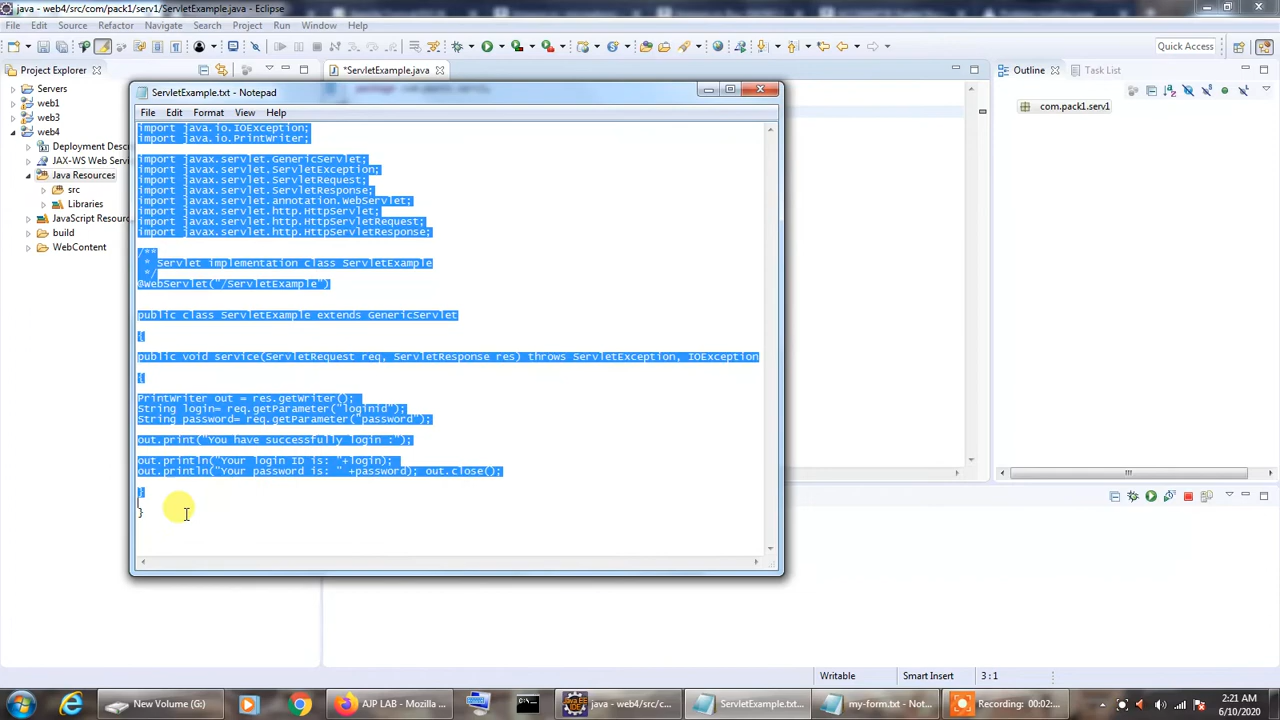 java - web4/src/com/pack1/serv1/ServletExample.java - Eclipse
File Edit Source Refactor Navigate Search Project Run Window Help
Quick Access
Project Explorer
*ServletExample.java
Outline
Task List
Servers
web1
web3
web4
Deployment Descr
JAX-WS Web Servi
Java Resources
src
Libraries
JavaScript Resourc
build
WebContent
com.pack1.serv1
ServletExample.txt - Notepad
File Edit Format View Help
import java.io.IOException;
import java.io.PrintWriter;
import javax.servlet.GenericServlet;
import javax.servlet.ServletException;
import javax.servlet.ServletRequest;
import javax.servlet.ServletResponse;
import javax.servlet.annotation.WebServlet;
import javax.servlet.http.HttpServlet;
import javax.servlet.http.HttpServletRequest;
import javax.servlet.http.HttpServletResponse;
/**
* Servlet implementation class ServletExample
*/
@WebServlet("/ServletExample")
public class ServletExample extends GenericServlet
{
public void service(ServletRequest req, ServletResponse res) throws ServletException, IOException
{
PrintWriter out = res.getWriter();
String login= req.getParameter("loginid");
String password= req.getParameter("password");
out.print("You have successfully login :");
out.println("Your login ID is: "+login);
out.println("Your password is: " +password); out.close();
}
}
Writable Smart Insert 3 : 1
New Volume (G:)
AJP LAB - Mozilla ...
java - web4/src/c...
ServletExample.txt...
my-form.txt - Not...
Recording: 00:02:...
2:21 AM
6/10/2020